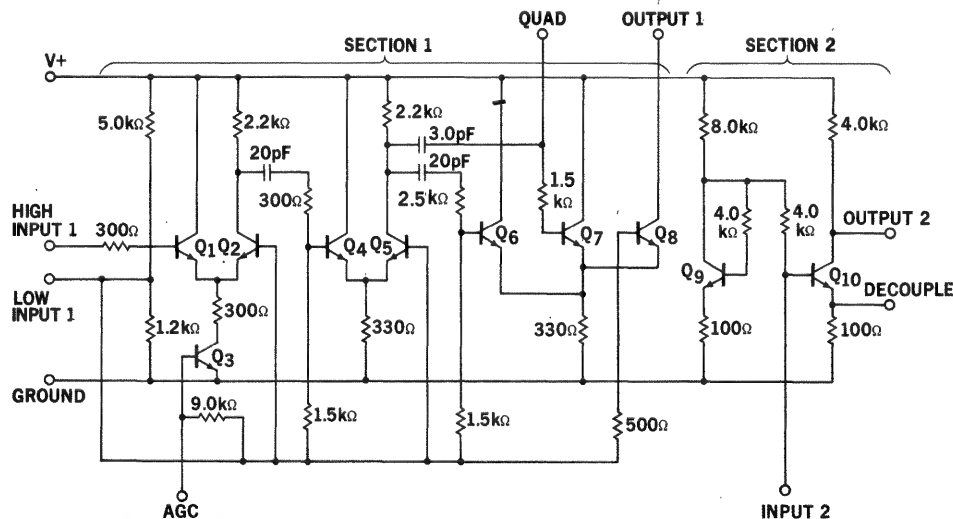 QUAD
OUTPUT 1
SECTION 1
SECTION 2
V+
5.0kΩ
2.2kΩ
2.2kΩ
3.0pF
8.0kΩ
4.0kΩ
20pF
20pF
300Ω
2.5
kΩ
1.5
kΩ
4.0
kΩ
4.0
kΩ
HIGH
INPUT 1
300Ω
Q1
Q2
Q4
Q5
Q6
Q7
Q8
OUTPUT 2
Q9
Q10
LOW
INPUT 1
DECOUPLE
1.2kΩ
300Ω
330Ω
330Ω
100Ω
100Ω
Q3
GROUND
9.0kΩ
1.5kΩ
1.5kΩ
500Ω
AGC
INPUT 2